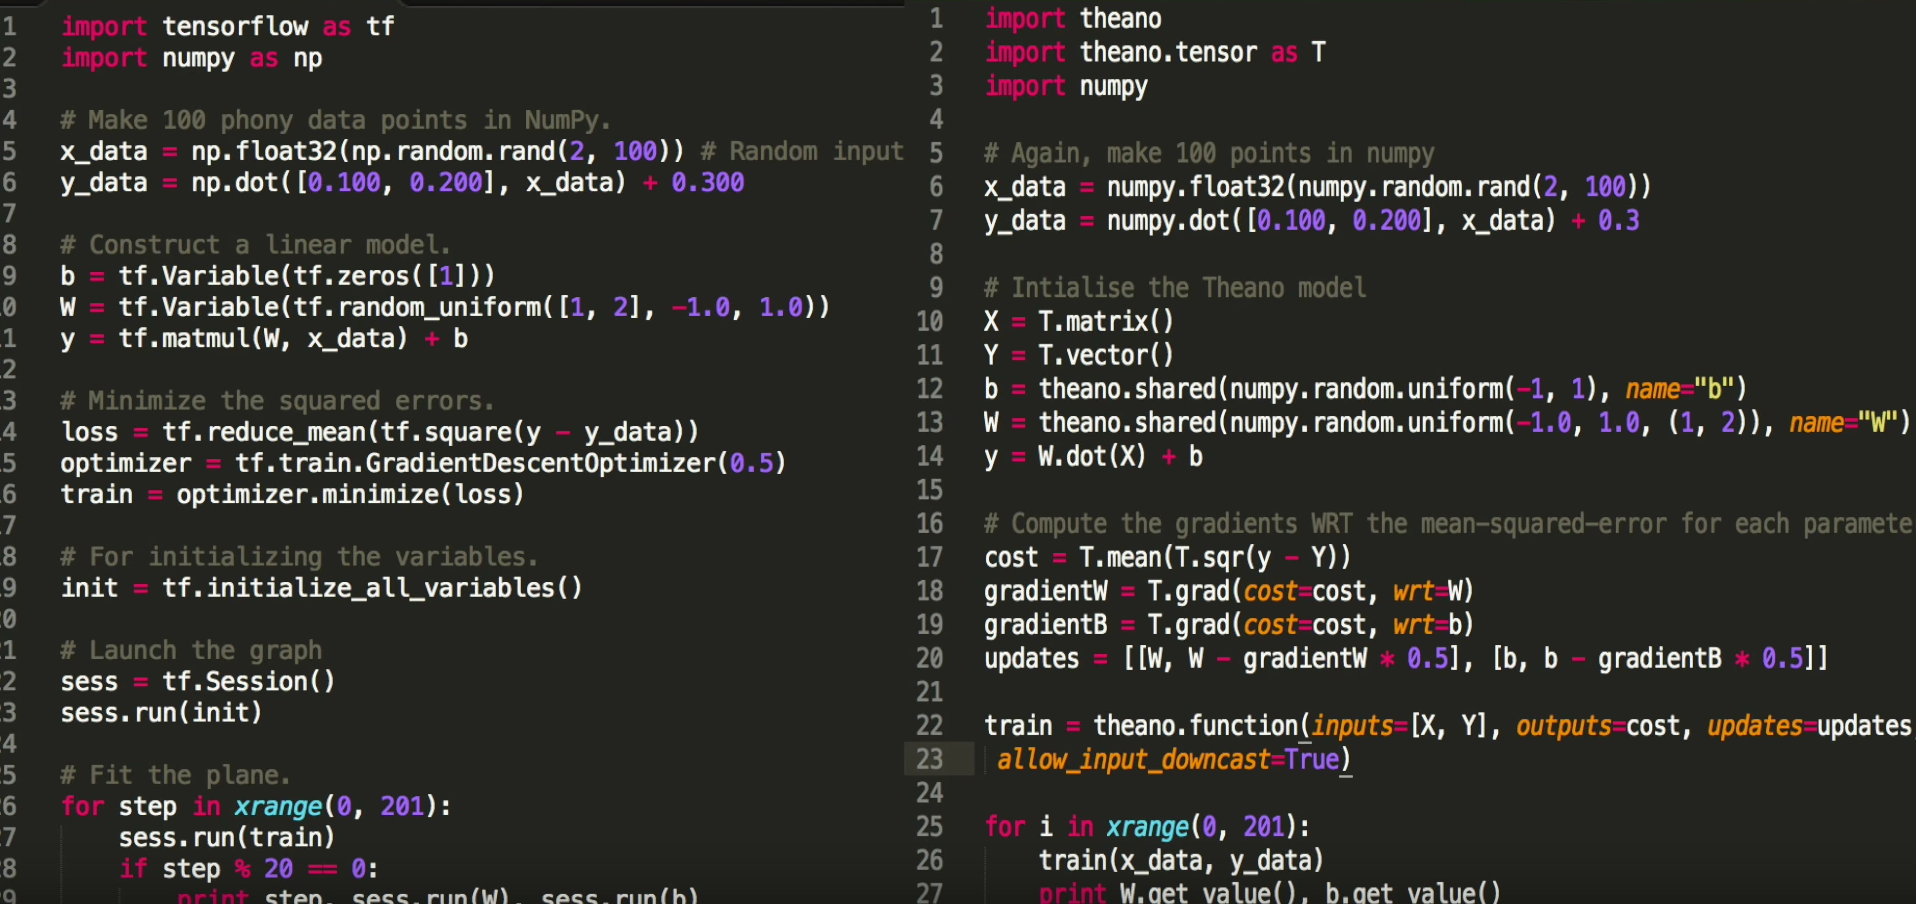 1 import tensorflow as tf
2 import numpy as np
3
4 # Make 100 phony data points in NumPy.
5 x_data = np.float32(np.random.rand(2, 100)) # Random input
6 y_data = np.dot([0.100, 0.200], x_data) + 0.300
7
8 # Construct a linear model.
9 b = tf.Variable(tf.zeros([1]))
0 W = tf.Variable(tf.random_uniform([1, 2], -1.0, 1.0))
1 y = tf.matmul(W, x_data) + b
2
3 # Minimize the squared errors.
4 loss = tf.reduce_mean(tf.square(y - y_data))
5 optimizer = tf.train.GradientDescentOptimizer(0.5)
6 train = optimizer.minimize(loss)
7
8 # For initializing the variables.
9 init = tf.initialize_all_variables()
0
1 # Launch the graph
2 sess = tf.Session()
3 sess.run(init)
4
5 # Fit the plane.
6 for step in xrange(0, 201):
7 sess.run(train)
8 if step % 20 == 0:
9 print step, sess.run(W), sess.run(b)
1 import theano
2 import theano.tensor as T
3 import numpy
4
5 # Again, make 100 points in numpy
6 x_data = numpy.float32(numpy.random.rand(2, 100))
7 y_data = numpy.dot([0.100, 0.200], x_data) + 0.3
8
9 # Intialise the Theano model
10 X = T.matrix()
11 Y = T.vector()
12 b = theano.shared(numpy.random.uniform(-1, 1), name="b")
13 W = theano.shared(numpy.random.uniform(-1.0, 1.0, (1, 2)), name="W")
14 y = W.dot(X) + b
15
16 # Compute the gradients WRT the mean-squared-error for each paramete
17 cost = T.mean(T.sqr(y - Y))
18 gradientW = T.grad(cost=cost, wrt=W)
19 gradientB = T.grad(cost=cost, wrt=b)
20 updates = [[W, W - gradientW * 0.5], [b, b - gradientB * 0.5]]
21
22 train = theano.function(inputs=[X, Y], outputs=cost, updates=updates,
23 allow_input_downcast=True)
24
25 for i in xrange(0, 201):
26 train(x_data, y_data)
27 print W.get_value(), b.get_value()